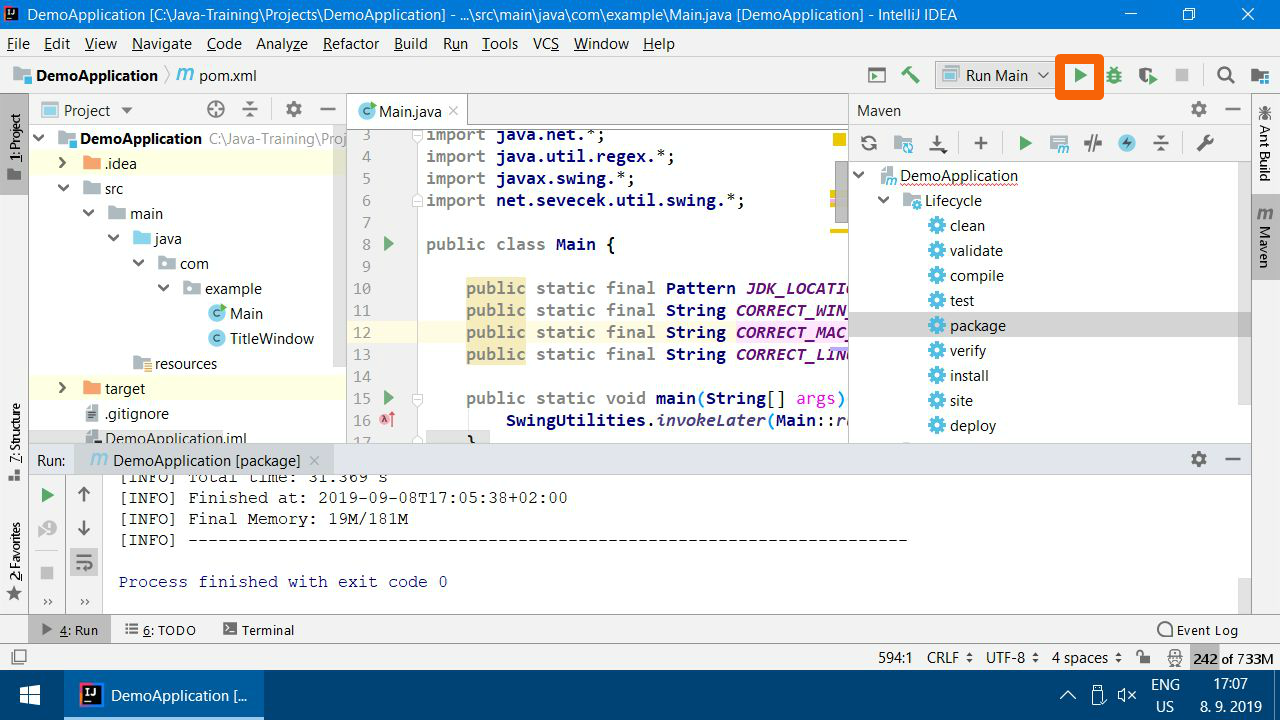 DemoApplication [C:\Java-Training\Projects\DemoApplication] - ...\src\main\java\com\example\Main.java [DemoApplication] - IntelliJ IDEA
File Edit View Navigate Code Analyze Refactor Build Run Tools VCS Window Help
DemoApplication pom.xml
Run Main
1: Project
7: Structure
2: Favorites
Project
DemoApplication C:\Java-Training\Proj
.idea
src
main
java
com
example
Main
TitleWindow
resources
target
.gitignore
DemoApplication.iml
Main.java
3 import java.net.*;
4 import java.util.regex.*;
5 import javax.swing.*;
6 import net.sevecek.util.swing.*;
7
8 public class Main {
9
10 public static final Pattern JDK_LOCATIO
11 public static final String CORRECT_WIN_
12 public static final String CORRECT_MAC_
13 public static final String CORRECT_LINU
14
15 public static void main(String[] args)
16 SwingUtilities.invokeLater(Main::r
17 }
Maven
DemoApplication
Lifecycle
clean
validate
compile
test
package
verify
install
site
deploy
Ant Build
Maven
Run: DemoApplication [package]
[INFO] Total time: 31.369 s
[INFO] Finished at: 2019-09-08T17:05:38+02:00
[INFO] Final Memory: 19M/181M
[INFO] ------------------------------------------------------------------------
Process finished with exit code 0
4: Run 6: TODO Terminal Event Log
594:1 CRLF UTF-8 4 spaces 242 of 733M
DemoApplication [...
ENG
US
17:07
8. 9. 2019